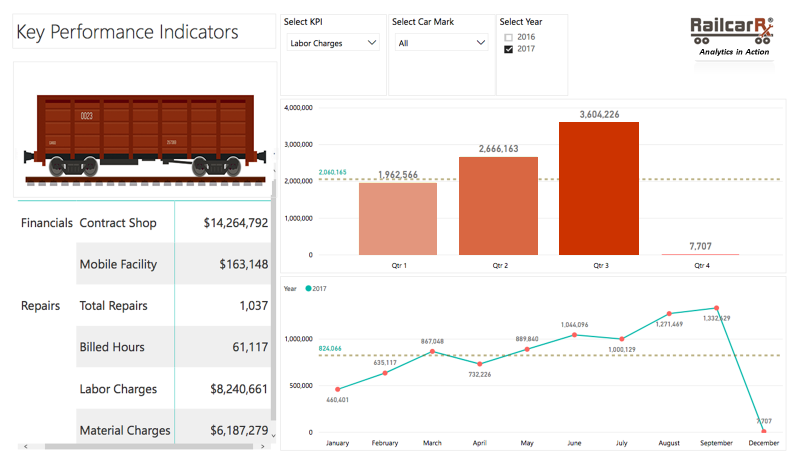 Key Performance Indicators
Select KPI
Labor Charges
Select Car Mark
All
Select Year
2016
2017
RailcarRx
Analytics in Action
0023
Financials Contract Shop $14,264,792
Mobile Facility $163,148
Repairs Total Repairs 1,037
Billed Hours 61,117
Labor Charges $8,240,661
Material Charges $6,187,279
4,000,000
3,000,000
2,000,000
1,000,000
0
2,060,165
1,962,566
2,666,163
3,604,226
7,707
Qtr 1 Qtr 2 Qtr 3 Qtr 4
Year 2017
1,000,000
500,000
0
824,066
460,401
635,117
867,048
732,226
889,840
1,044,096
1,000,129
1,271,469
1,332,629
7,707
January February March April May June July August September December